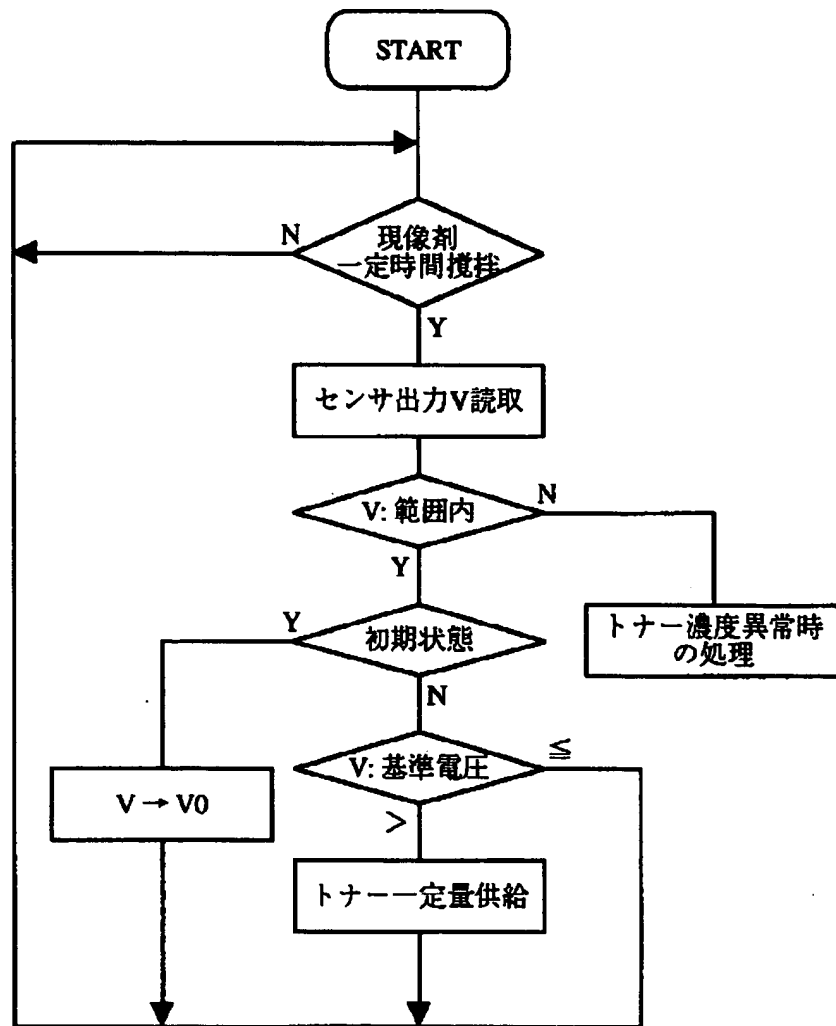 START
N
現像剤
一定時間撹拌
Y
センサ出力V読取
V: 範囲内
N
Y
トナー濃度異常時
の処理
Y
初期状態
N
V: 基準電圧
≦
V → V0
>
トナー一定量供給